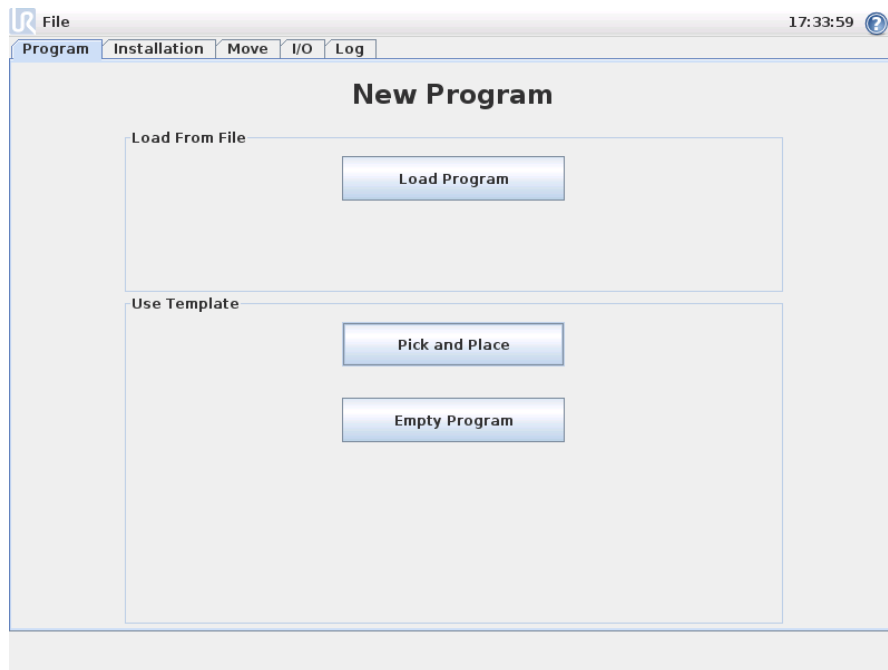 UR File 17:33:59 ?
Program Installation Move I/O Log
New Program
Load From File
Load Program
Use Template
Pick and Place
Empty Program